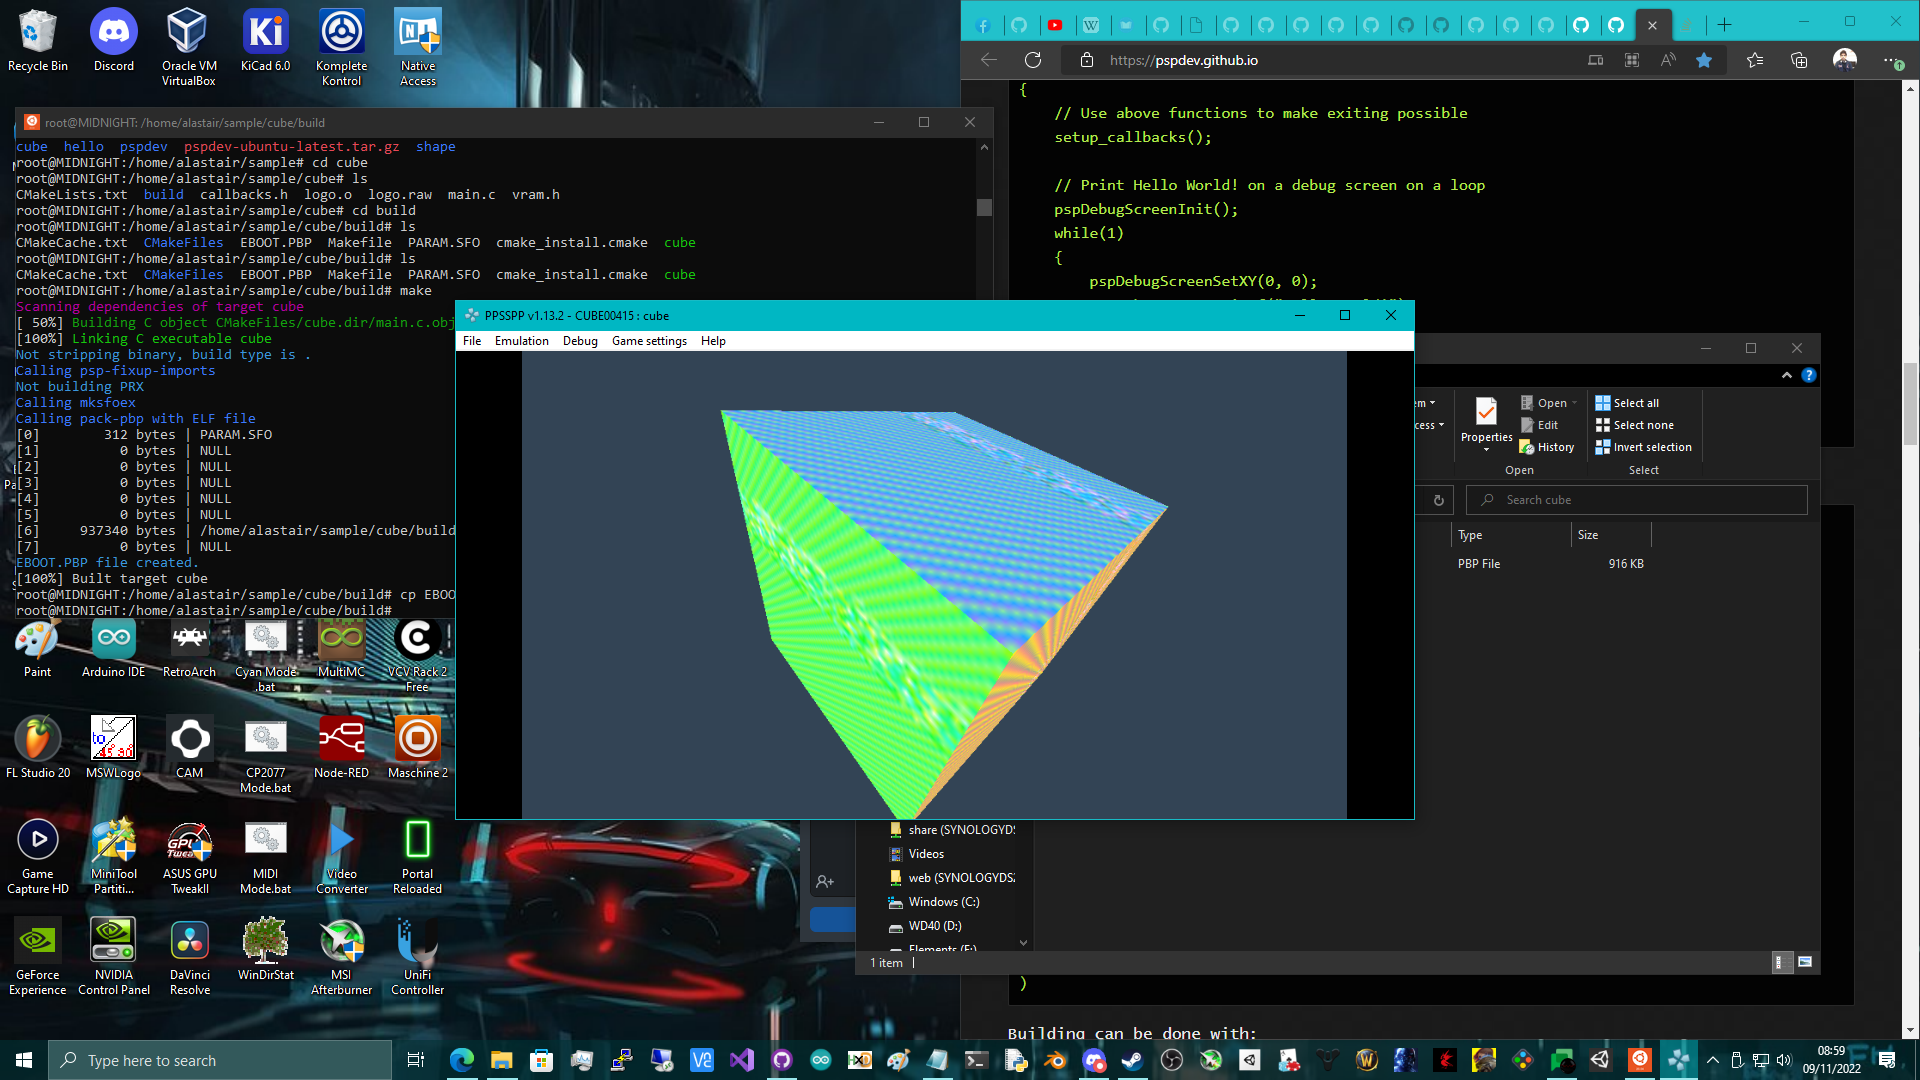 Recycle Bin
Discord
Oracle VM
VirtualBox
KiCad 6.0
Komplete
Kontrol
Native
Access
root@MIDNIGHT: /home/alastair/sample/cube/build
cube  hello  pspdev  pspdev-ubuntu-latest.tar.gz  shape
root@MIDNIGHT:/home/alastair/sample# cd cube
root@MIDNIGHT:/home/alastair/sample/cube# ls
CMakeLists.txt  build  callbacks.h  logo.o  logo.raw  main.c  vram.h
root@MIDNIGHT:/home/alastair/sample/cube# cd build
root@MIDNIGHT:/home/alastair/sample/cube/build# ls
CMakeCache.txt  CMakeFiles  EBOOT.PBP  Makefile  PARAM.SFO  cmake_install.cmake  cube
root@MIDNIGHT:/home/alastair/sample/cube/build# ls
CMakeCache.txt  CMakeFiles  EBOOT.PBP  Makefile  PARAM.SFO  cmake_install.cmake  cube
root@MIDNIGHT:/home/alastair/sample/cube/build# make
Scanning dependencies of target cube
[ 50%] Building C object CMakeFiles/cube.dir/main.c.obj
[100%] Linking C executable cube
Not stripping binary, build type is .
Calling psp-fixup-imports
Not building PRX
Calling mksfoex
Calling pack-pbp with ELF file
[0]        312 bytes | PARAM.SFO
[1]          0 bytes | NULL
[2]          0 bytes | NULL
[3]          0 bytes | NULL
[4]          0 bytes | NULL
[5]          0 bytes | NULL
[6]     937340 bytes | /home/alastair/sample/cube/build
[7]          0 bytes | NULL
EBOOT.PBP file created.
[100%] Built target cube
root@MIDNIGHT:/home/alastair/sample/cube/build# cp EBOO
root@MIDNIGHT:/home/alastair/sample/cube/build#
https://pspdev.github.io
{
// Use above functions to make exiting possible
setup_callbacks();
// Print Hello World! on a debug screen on a loop
pspDebugScreenInit();
while(1)
{
pspDebugScreenSetXY(0, 0);
PPSSPP v1.13.2 - CUBE00415 : cube
File  Emulation  Debug  Game settings  Help
Properties
Open
Edit
History
Open
Select all
Select none
Invert selection
Select
Search cube
Type
Size
PBP File
916 KB
share (SYNOLOGYDS
Videos
web (SYNOLOGYDS
Windows (C:)
WD40 (D:)
Elements (E:)
1 item
)
Building can be done with:
Paint
Arduino IDE
RetroArch
Cyan Mode
.bat
MultiMC
VCV Rack 2
Free
FL Studio 20
to
45° 90°
MSWLogo
CAM
CP2077
Mode.bat
Node-RED
Maschine 2
Game
Capture HD
MiniTool
Partiti...
ASUS GPU
TweakII
MIDI
Mode.bat
Video
Converter
Portal
Reloaded
GeForce
Experience
NVIDIA
Control Panel
DaVinci
Resolve
WinDirStat
MSI
Afterburner
UniFi
Controller
Type here to search
08:59
09/11/2022